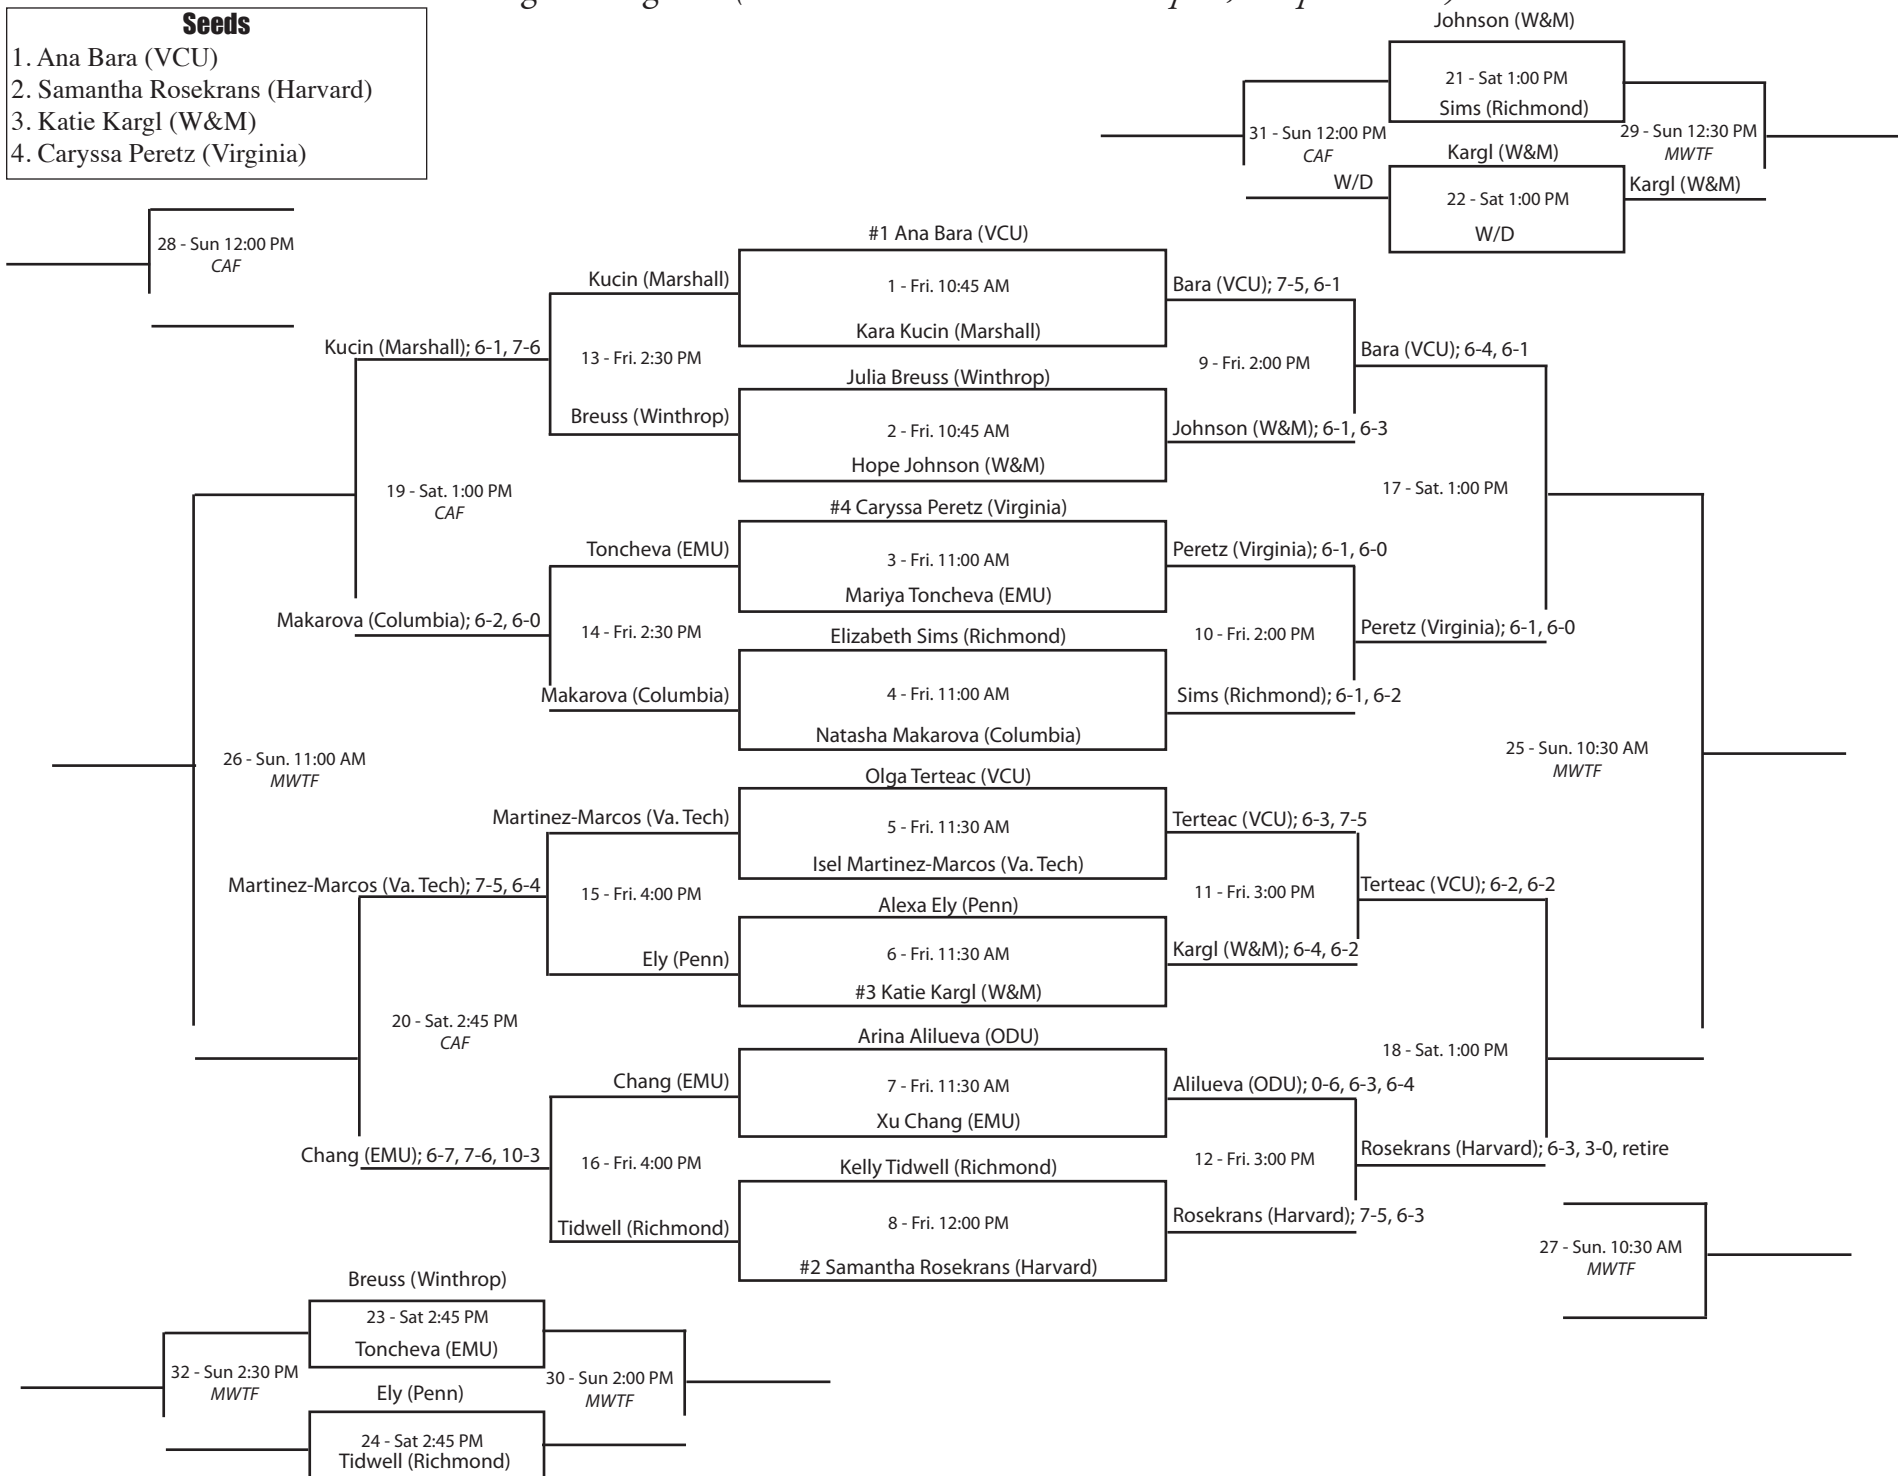 Seeds
1. Ana Bara (VCU)
2. Samantha Rosekrans (Harvard)
3. Katie Kargl (W&M)
4. Caryssa Peretz (Virginia)
Johnson (W&M)
21 - Sat 1:00 PM
Sims (Richmond)
31 - Sun 12:00 PM
CAF
29 - Sun 12:30 PM
MWTF
Kargl (W&M)
W/D
22 - Sat 1:00 PM
Kargl (W&M)
W/D
28 - Sun 12:00 PM
CAF
#1 Ana Bara (VCU)
Kucin (Marshall)
1 - Fri. 10:45 AM
Bara (VCU); 7-5, 6-1
Kara Kucin (Marshall)
Kucin (Marshall); 6-1, 7-6
13 - Fri. 2:30 PM
9 - Fri. 2:00 PM
Bara (VCU); 6-4, 6-1
Julia Breuss (Winthrop)
Breuss (Winthrop)
2 - Fri. 10:45 AM
Johnson (W&M); 6-1, 6-3
Hope Johnson (W&M)
19 - Sat. 1:00 PM
CAF
17 - Sat. 1:00 PM
#4 Caryssa Peretz (Virginia)
Toncheva (EMU)
3 - Fri. 11:00 AM
Peretz (Virginia); 6-1, 6-0
Mariya Toncheva (EMU)
Makarova (Columbia); 6-2, 6-0
14 - Fri. 2:30 PM
Elizabeth Sims (Richmond)
10 - Fri. 2:00 PM
Peretz (Virginia); 6-1, 6-0
Makarova (Columbia)
4 - Fri. 11:00 AM
Sims (Richmond); 6-1, 6-2
Natasha Makarova (Columbia)
26 - Sun. 11:00 AM
MWTF
25 - Sun. 10:30 AM
MWTF
Olga Terteac (VCU)
Martinez-Marcos (Va. Tech)
5 - Fri. 11:30 AM
Terteac (VCU); 6-3, 7-5
Isel Martinez-Marcos (Va. Tech)
Martinez-Marcos (Va. Tech); 7-5, 6-4
15 - Fri. 4:00 PM
11 - Fri. 3:00 PM
Terteac (VCU); 6-2, 6-2
Alexa Ely (Penn)
Ely (Penn)
6 - Fri. 11:30 AM
Kargl (W&M); 6-4, 6-2
#3 Katie Kargl (W&M)
20 - Sat. 2:45 PM
CAF
18 - Sat. 1:00 PM
Arina Alilueva (ODU)
Chang (EMU)
7 - Fri. 11:30 AM
Alilueva (ODU); 0-6, 6-3, 6-4
Xu Chang (EMU)
Chang (EMU); 6-7, 7-6, 10-3
16 - Fri. 4:00 PM
Kelly Tidwell (Richmond)
12 - Fri. 3:00 PM
Rosekrans (Harvard); 6-3, 3-0, retire
Tidwell (Richmond)
8 - Fri. 12:00 PM
Rosekrans (Harvard); 7-5, 6-3
#2 Samantha Rosekrans (Harvard)
27 - Sun. 10:30 AM
MWTF
Breuss (Winthrop)
23 - Sat 2:45 PM
Toncheva (EMU)
32 - Sun 2:30 PM
MWTF
30 - Sun 2:00 PM
MWTF
Ely (Penn)
24 - Sat 2:45 PM
Tidwell (Richmond)